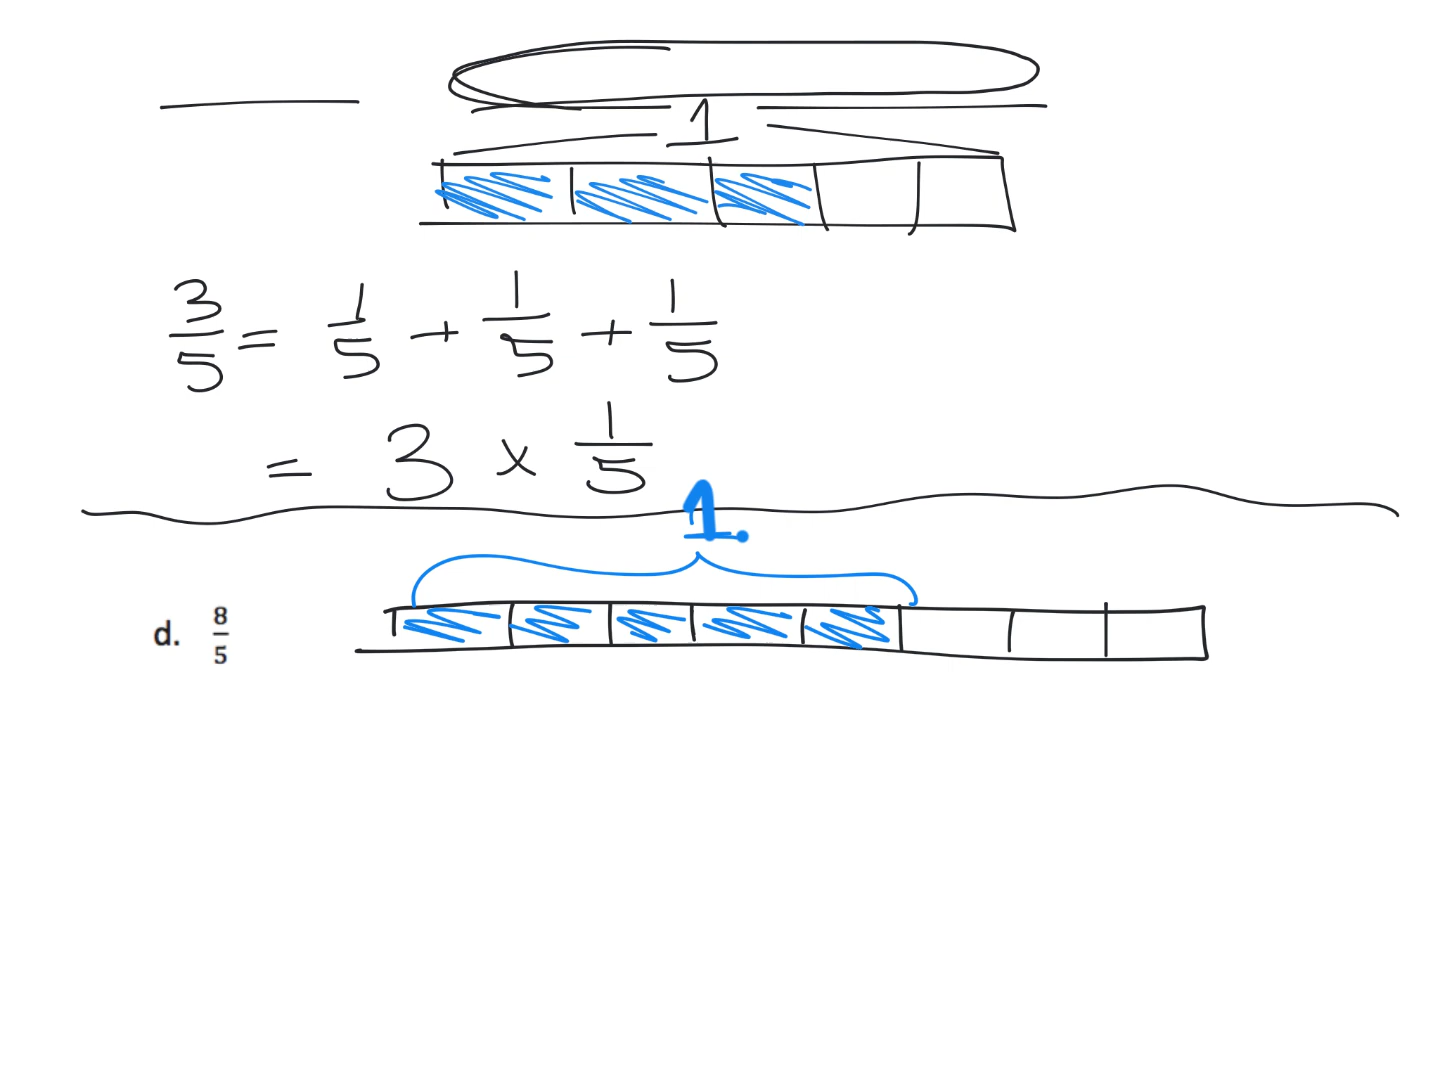 1
3/5 = 1/5 + 1/5 + 1/5
= 3 × 1/5
1.
d. 8/5